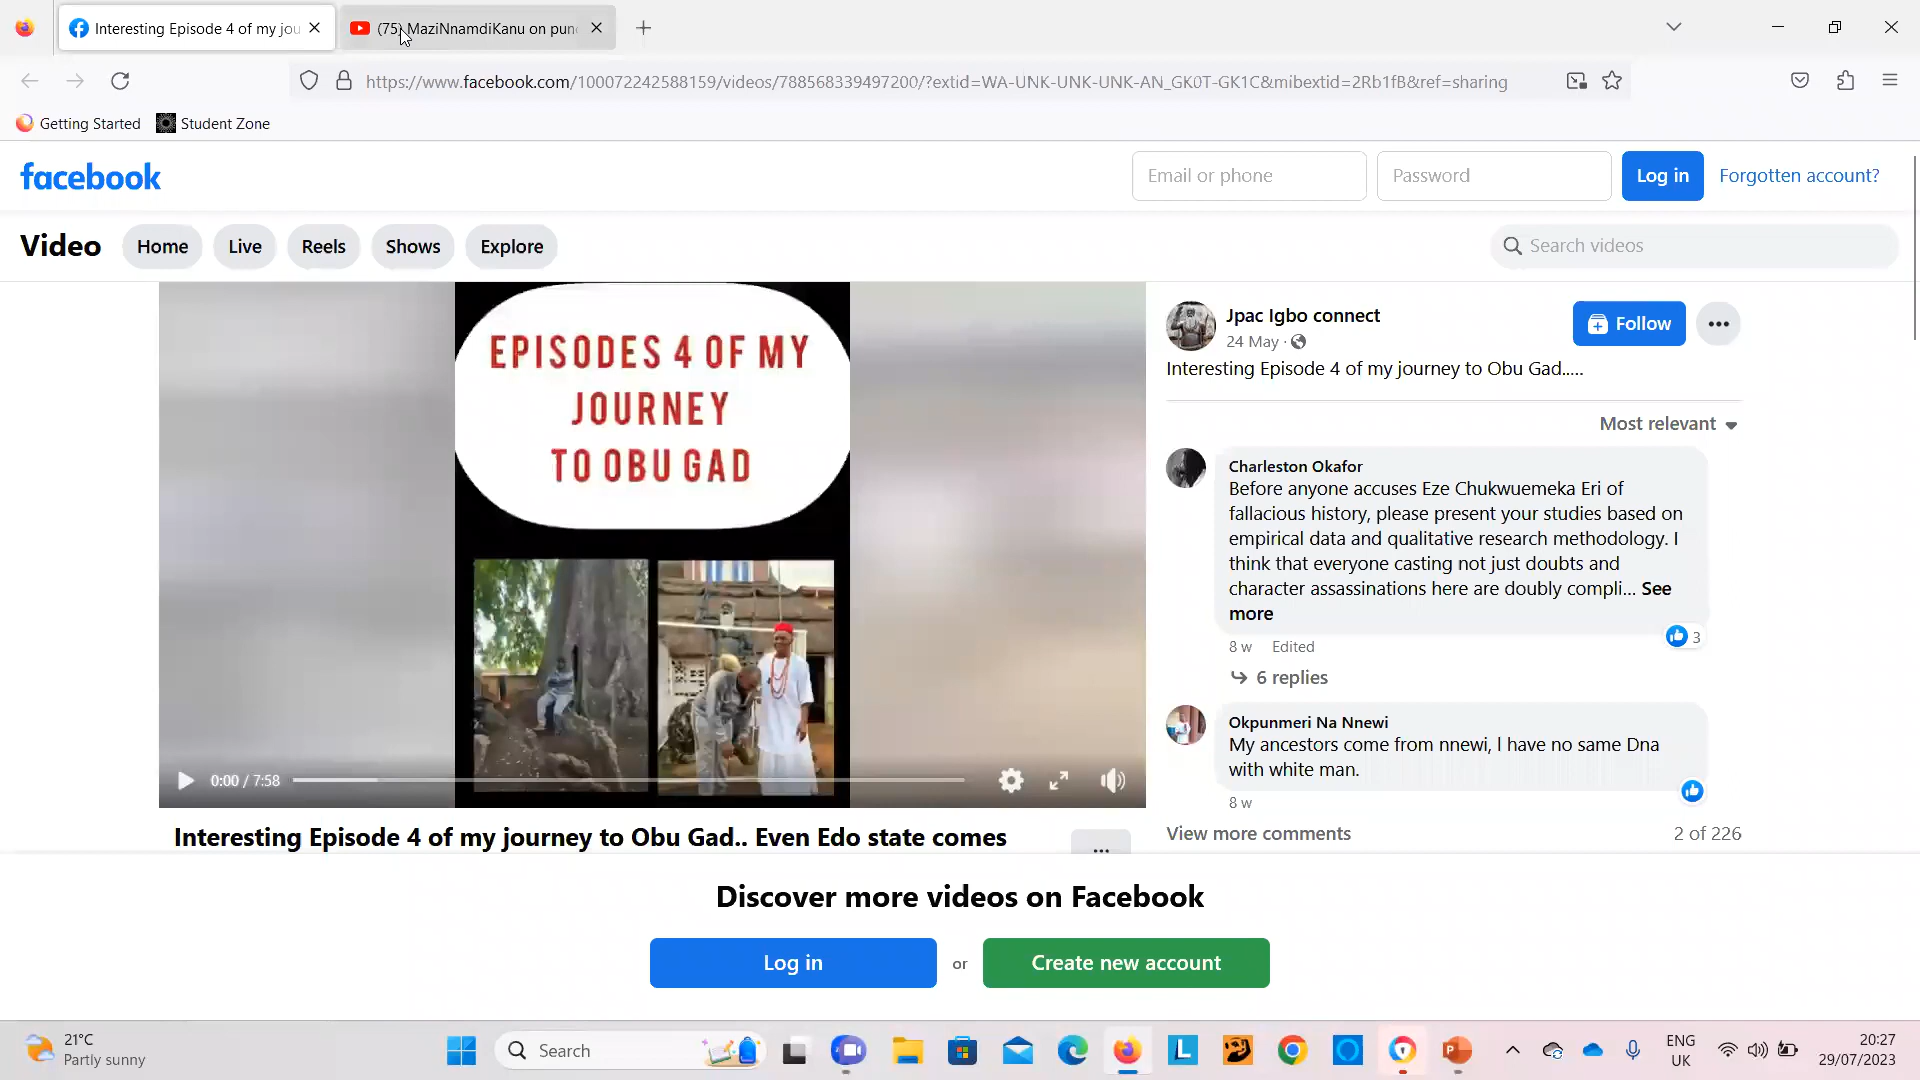 Interesting Episode 4 of my jou
(75) MaziNnamdiKanu on pun
https://www.facebook.com/100072242588159/videos/788568339497200/?extid=WA-UNK-UNK-UNK-AN_GK0T-GK1C&mibextid=2Rb1fB&ref=sharing
Getting Started
Student Zone
facebook
Email or phone
Password
Log in
Forgotten account?
Video
Home
Live
Reels
Shows
Explore
Search videos
EPISODES 4 OF MY
JOURNEY
TO OBU GAD
0:00 / 7:58
Interesting Episode 4 of my journey to Obu Gad.. Even Edo state comes
Jpac Igbo connect
24 May ·
Follow
Interesting Episode 4 of my journey to Obu Gad.....
Most relevant
Charleston Okafor
Before anyone accuses Eze Chukwuemeka Eri of
fallacious history, please present your studies based on
empirical data and qualitative research methodology. I
think that everyone casting not just doubts and
character assassinations here are doubly compli... See
more
3
8 w Edited
6 replies
Okpunmeri Na Nnewi
My ancestors come from nnewi, I have no same Dna
with white man.
8 w
View more comments
2 of 226
Discover more videos on Facebook
Log in
or
Create new account
21°C
Partly sunny
Search
L
P
ENG
UK
20:27
29/07/2023